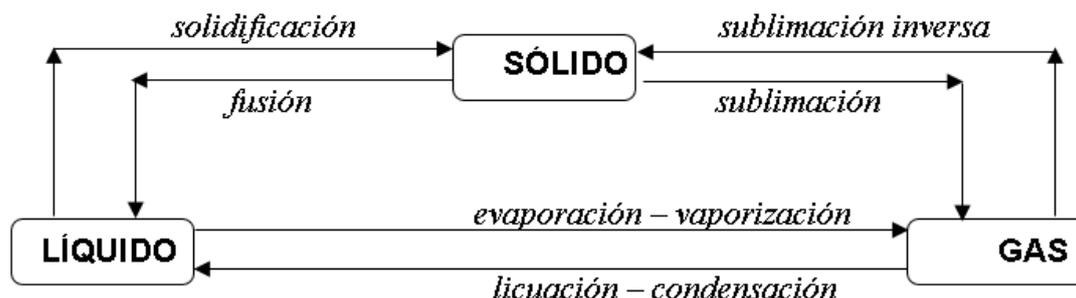 solidificación
sublimación inversa
SÓLIDO
fusión
sublimación
evaporación – vaporización
LÍQUIDO
GAS
licuación – condensación